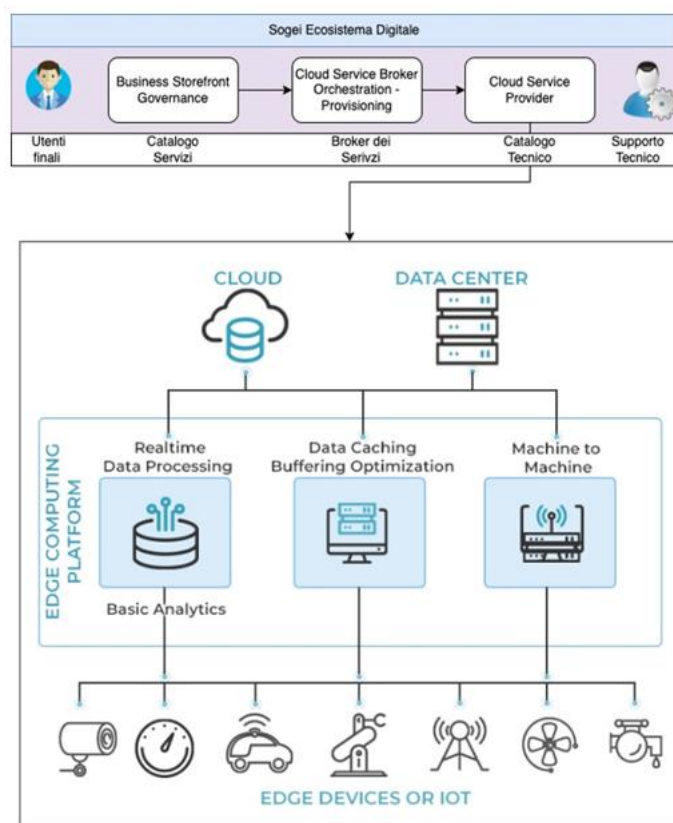 Sogei Ecosistema Digitale
Business Storefront
Governance
Cloud Service Broker
Orchestration -
Provisioning
Cloud Service
Provider
Utenti
finali
Catalogo
Servizi
Broker dei
Serivzi
Catalogo
Tecnico
Supporto
Tecnico
CLOUD
DATA CENTER
EDGE COMPUTING
PLATFORM
Realtime
Data Processing
Data Caching
Buffering Optimization
Machine to
Machine
Basic Analytics
EDGE DEVICES OR IOT